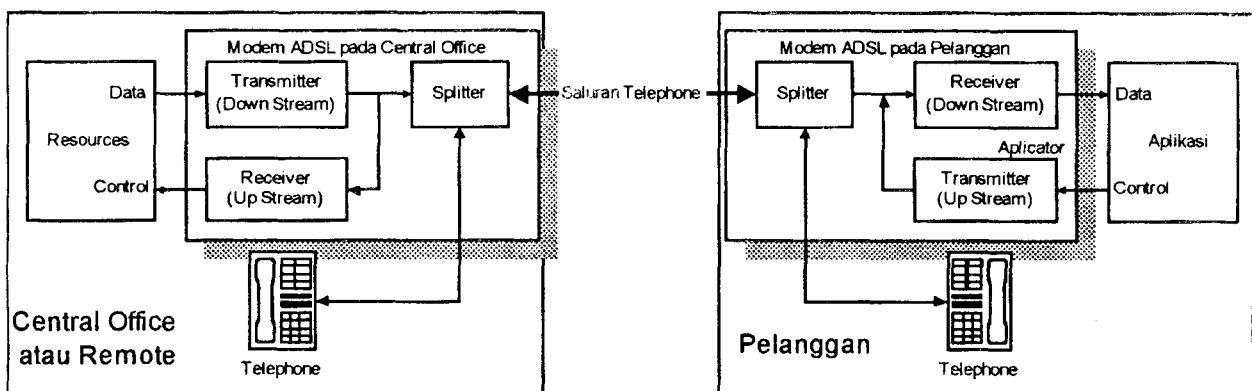 Modem ADSL pada Central Office
Data
Resources
Control
Transmitter
(Down Stream)
Splitter
Receiver
(Up Stream)
Telephone
Central Office
atau Remote
Saluran Telephone
Modem ADSL pada Pelanggan
Splitter
Receiver
(Down Stream)
Aplicator
Transmitter
(Up Stream)
Data
Aplikasi
Control
Telephone
Pelanggan